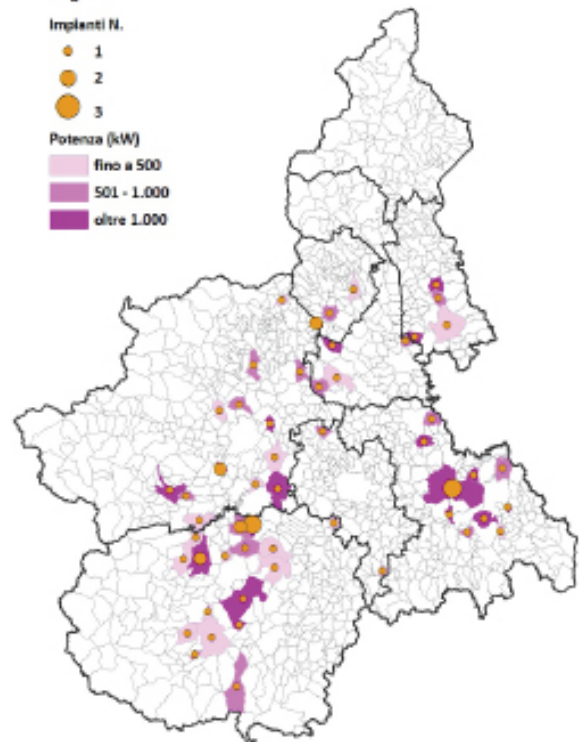 Impianti N.
1
2
3
Potenza (kW)
fino a 500
501 - 1.000
oltre 1.000